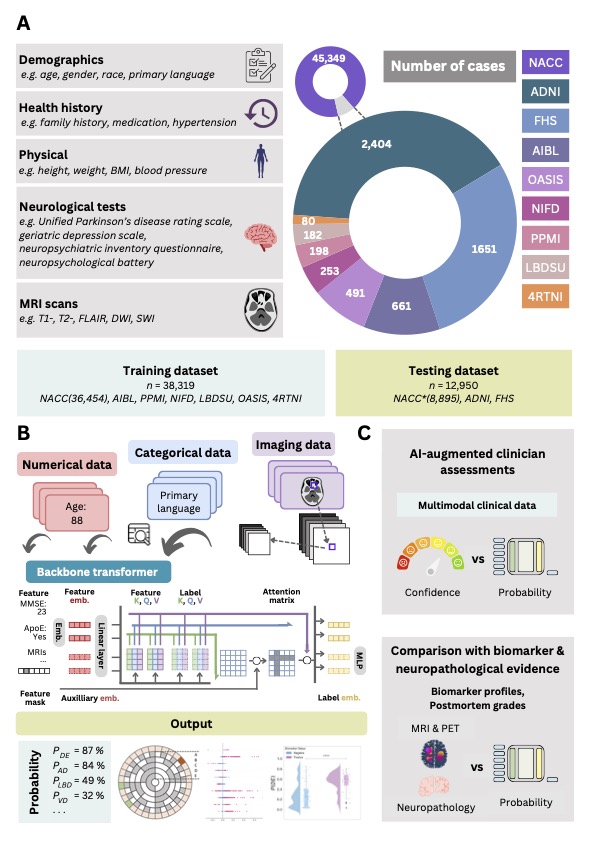 A
Demographics
e.g. age, gender, race, primary language
Health history
e.g. family history, medication, hypertension
Physical
e.g. height, weight, BMI, blood pressure
Neurological tests
e.g. Unified Parkinson's disease rating scale,
geriatric depression scale,
neuropsychiatric inventory questionnaire,
neuropsychological battery
MRI scans
e.g. T1-, T2-, FLAIR, DWI, SWI
45,349
Number of cases
2,404
1651
661
491
253
198
182
80
NACC
ADNI
FHS
AIBL
OASIS
NIFD
PPMI
LBDSU
4RTNI
Training dataset
n = 38,319
NACC(36,454), AIBL, PPMI, NIFD, LBDSU, OASIS, 4RTNI
Testing dataset
n = 12,950
NACC*(8,895), ADNI, FHS
B
Numerical data
Categorical data
Imaging data
Age:
88
Primary
language
Backbone transformer
Feature
MMSE:
23
ApoE:
Yes
MRIs
...
Feature
mask
Emb.
Feature
emb.
Linear layer
Feature
K, Q, V
Label
K, Q, V
Attention
matrix
MLP
Auxilliary emb.
Label emb.
Output
Probability
P DE = 87 %
P AD = 84 %
P LBD = 49 %
P VD = 32 %
. . .
P(DE)
C
AI-augmented clinician
assessments
Multimodal clinical data
vs
Confidence
Probability
Comparison with biomarker &
neuropathological evidence
Biomarker profiles,
Postmortem grades
MRI & PET
vs
Neuropathology
Probability